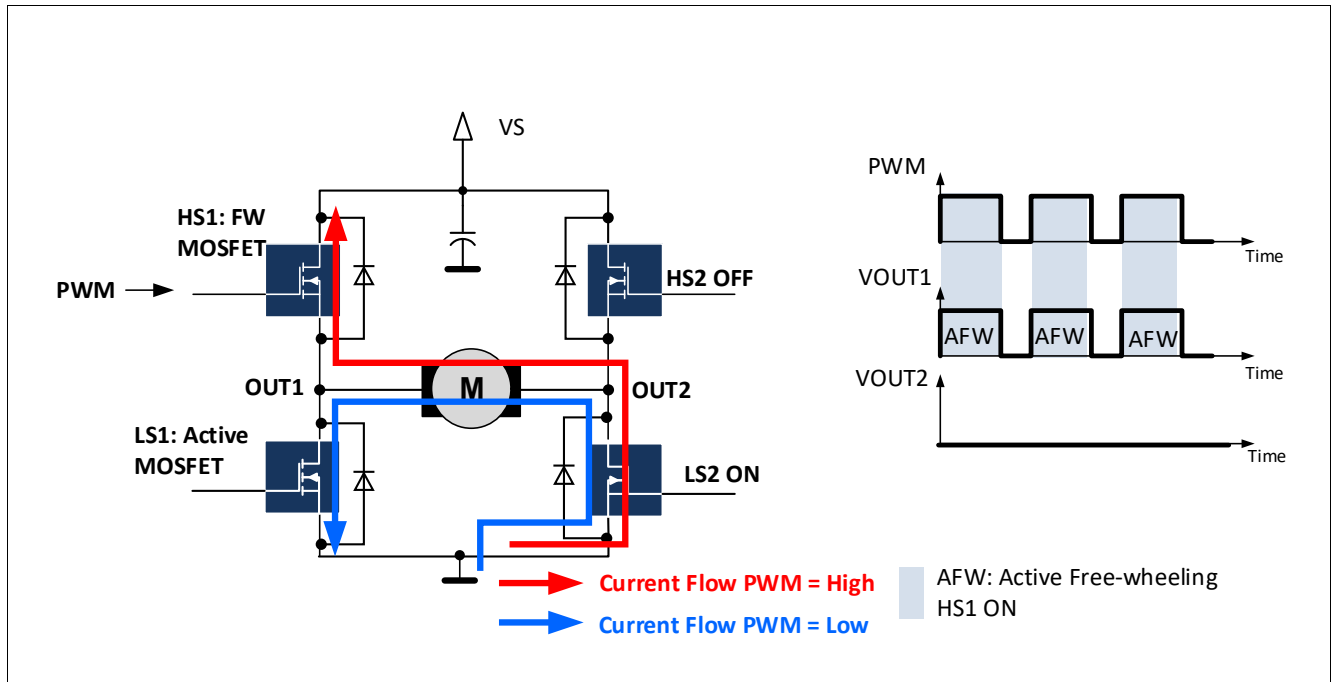 VS
HS1: FW
MOSFET
PWM
HS2 OFF
OUT1
M
OUT2
LS1: Active
MOSFET
LS2 ON
Current Flow PWM = High
Current Flow PWM = Low
PWM
Time
VOUT1
AFW
AFW
AFW
Time
VOUT2
Time
AFW: Active Free-wheeling
HS1 ON